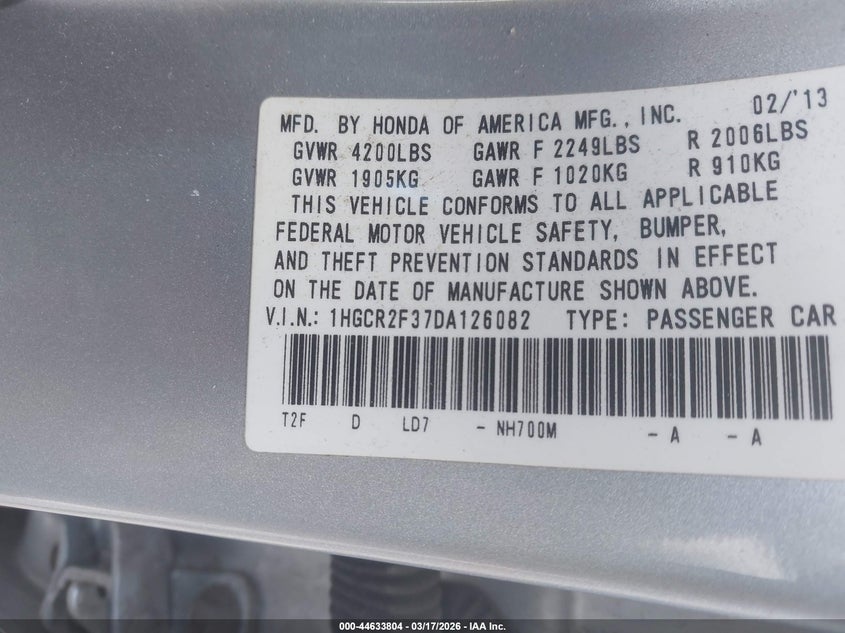 MFD. BY HONDA OF AMERICA MFG., INC. 02/'13
GVWR 4200LBS GAWR F 2249LBS R 2006LBS
GVWR 1905KG GAWR F 1020KG R 910KG
THIS VEHICLE CONFORMS TO ALL APPLICABLE
FEDERAL MOTOR VEHICLE SAFETY, BUMPER,
AND THEFT PREVENTION STANDARDS IN EFFECT
ON THE DATE OF MANUFACTURE SHOWN ABOVE.
V.I.N.: 1HGCR2F37DA126082 TYPE: PASSENGER CAR
T2F D LD7 - NH700M - A - A
000-44633804 - 03/17/2026 - IAA Inc.